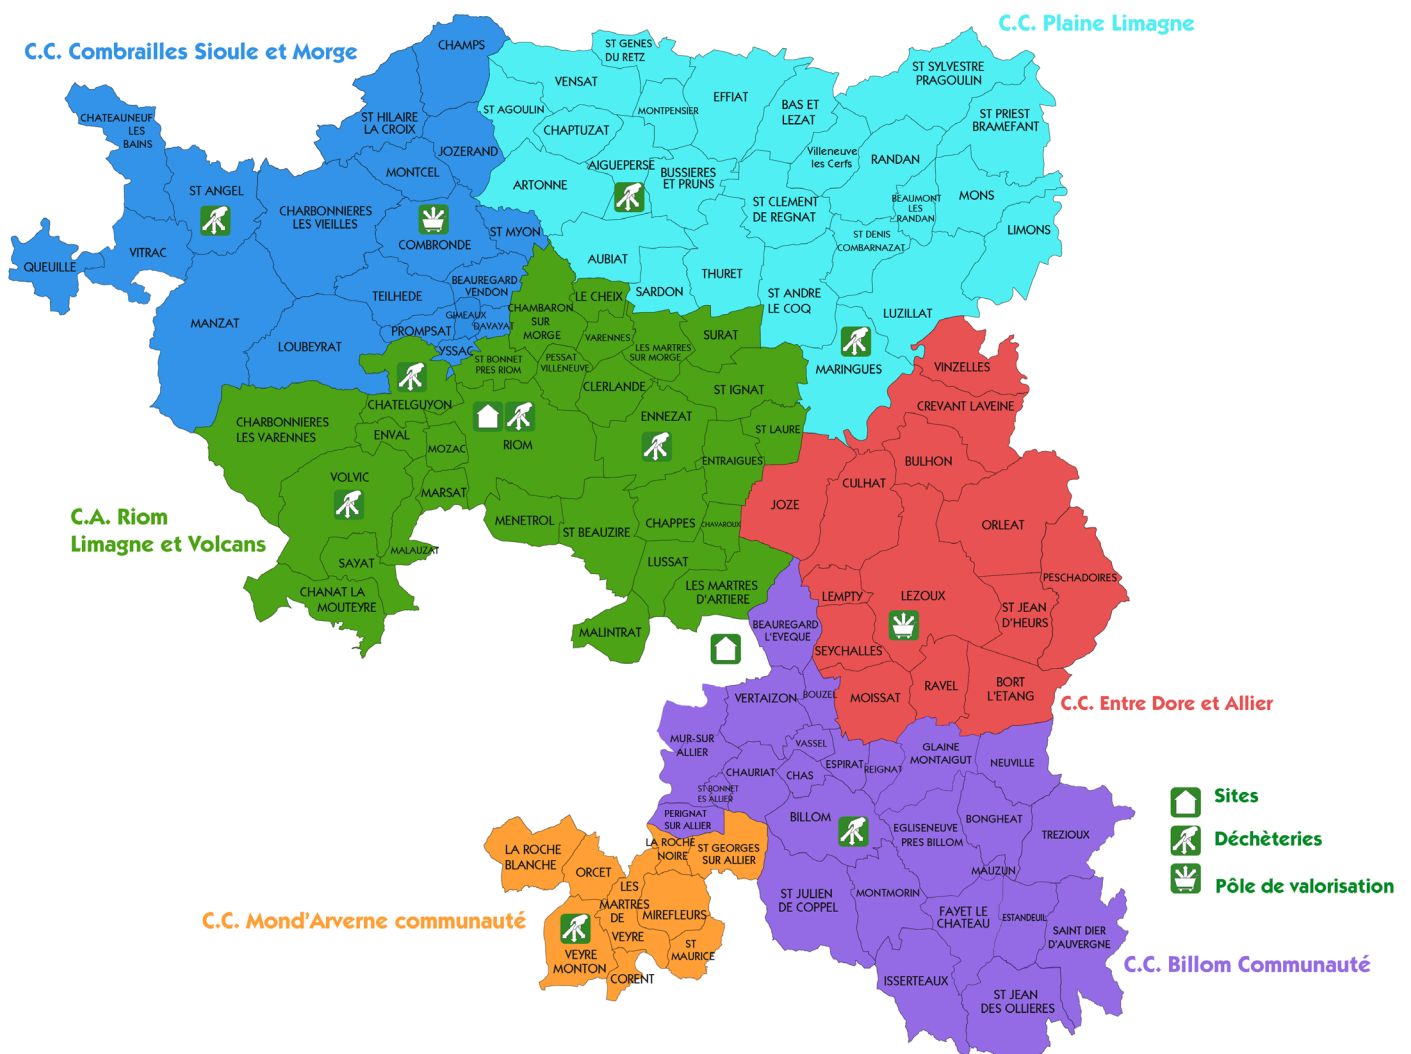 C.C. Plaine Limagne
C.C. Combrailles Sioule et Morge
CHAMPS
ST GENES
DU RETZ
VENSAT
ST SYLVESTRE
PRAGOULIN
EFFIAT
BAS ET
LEZAT
CHATEAUNEUF
LES
BAINS
ST HILAIRE
LA CROIX
ST AGOULIN
MONTPENSIER
ST PRIEST
BRAMEFANT
CHAPTUZAT
JOZERAND
Villeneuve
les Cerfs
RANDAN
AIGUEPERSE
BUSSIERES
ET PRUNS
MONTCEL
ARTONNE
ST ANGEL
MONS
BEAUMONT
LES
RANDAN
ST CLEMENT
DE REGNAT
CHARBONNIERES
LES VIEILLES
COMBRONDE
ST MYON
ST DENIS
COMBARNAZAT
LIMONS
VITRAC
QUEUILLE
AUBIAT
THURET
SARDON
BEAUREGARD
VENDON
TEILHEDE
LE CHEIX
ST ANDRE
LE COQ
LUZILLAT
CHAMBARON
SUR
MORGE
GIMEAUX
DAVAYAT
MANZAT
PROMPSAT
LOUBEYRAT
YSSAC
VARENNES
SURAT
LES MARTRES
SUR MORGE
ST BONNET
PRES RIOM
PESSAT
VILLENEUVE
MARINGUES
VINZELLES
CLERLANDE
ST IGNAT
CHATELGUYON
CREVANT LAVEINE
CHARBONNIERES
LES VARENNES
ENNEZAT
ENVAL
RIOM
ST LAURE
MOZAC
ENTRAIGUES
BULHON
VOLVIC
MARSAT
CULHAT
JOZE
C.A. Riom
Limagne et Volcans
MENETROL
ST BEAUZIRE
CHAPPES
CHAVAROUX
ORLEAT
MALAUZAT
SAYAT
LUSSAT
CHANAT LA
MOUTEYRE
LES MARTRES
D'ARTIERE
PESCHADOIRES
LEMPTY
LEZOUX
ST JEAN
D'HEURS
BEAUREGARD
L'EVEQUE
MALINTRAT
SEYCHALLES
MOISSAT
RAVEL
BORT
L'ETANG
VERTAIZON
BOUZEL
C.C. Entre Dore et Allier
MUR-SUR
ALLIER
VASSEL
GLAINE
MONTAIGUT
NEUVILLE
CHAURIAT
CHAS
ESPIRAT
REIGNAT
ST BONNET
ES ALLIER
PERIGNAT
SUR ALLIER
BILLOM
EGLISENEUVE
PRES BILLOM
BONGHEAT
TREZIOUX
Sites
Déchèteries
Pôle de valorisation
LA ROCHE
BLANCHE
LA ROCHE
NOIRE
ST GEORGES
SUR ALLIER
ORCET
MAUZUN
LES
MARTRES
DE
VEYRE
MIREFLEURS
ST JULIEN
DE COPPEL
MONTMORIN
FAYET LE
CHATEAU
ESTANDEUIL
SAINT DIER
D'AUVERGNE
C.C. Mond'Arverne communauté
VEYRE
MONTON
ST
MAURICE
CORENT
C.C. Billom Communauté
ISSERTEAUX
ST JEAN
DES OLLIERES